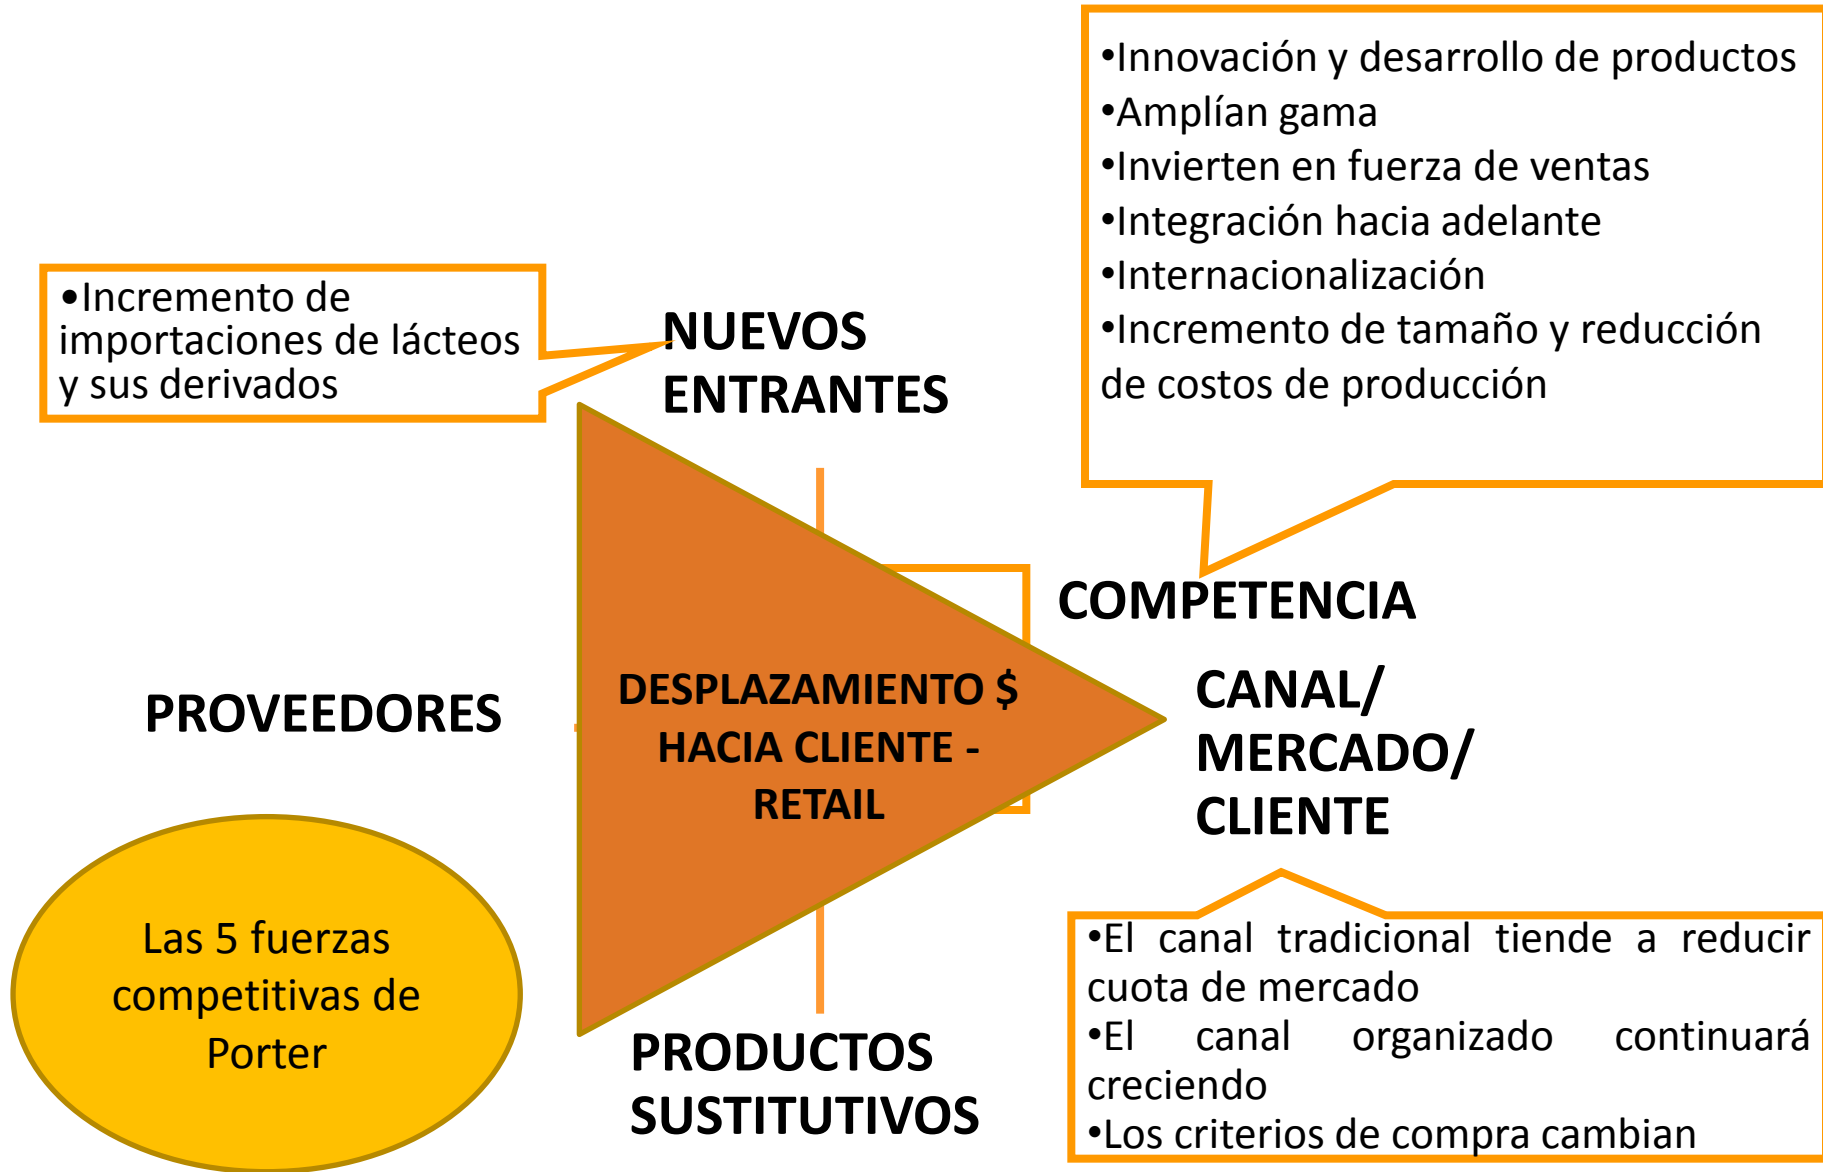 •Innovación y desarrollo de productos
•Amplían gama
•Invierten en fuerza de ventas
•Integración hacia adelante
•Internacionalización
•Incremento de tamaño y reducción
de costos de producción
•Incremento de
importaciones de lácteos
y sus derivados
NUEVOS
ENTRANTES
COMPETENCIA
PROVEEDORES
DESPLAZAMIENTO $
HACIA CLIENTE -
RETAIL
CANAL/
MERCADO/
CLIENTE
Las 5 fuerzas
competitivas de
Porter
PRODUCTOS
SUSTITUTIVOS
•El canal tradicional tiende a reducir
cuota de mercado
•El canal organizado continuará
creciendo
•Los criterios de compra cambian